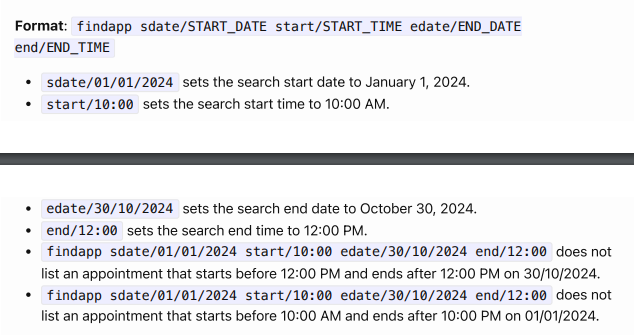 Format: findapp sdate/START_DATE start/START_TIME edate/END_DATE
end/END_TIME
• sdate/01/01/2024 sets the search start date to January 1, 2024.
• start/10:00 sets the search start time to 10:00 AM.
• edate/30/10/2024 sets the search end date to October 30, 2024.
• end/12:00 sets the search end time to 12:00 PM.
• findapp sdate/01/01/2024 start/10:00 edate/30/10/2024 end/12:00 does not
list an appointment that starts before 12:00 PM and ends after 12:00 PM on 30/10/2024.
• findapp sdate/01/01/2024 start/10:00 edate/30/10/2024 end/12:00 does not
list an appointment that starts before 10:00 AM and ends after 10:00 PM on 01/01/2024.